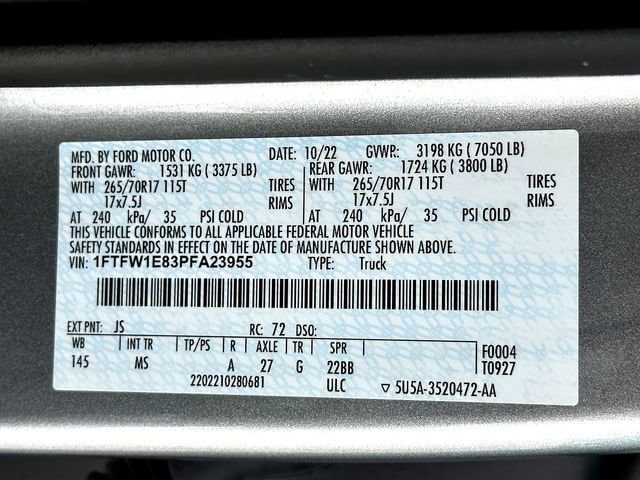 MFD. BY FORD MOTOR CO. DATE: 10/22 GVWR: 3198 KG ( 7050 LB)
FRONT GAWR: 1531 KG ( 3375 LB) REAR GAWR: 1724 KG ( 3800 LB)
WITH 265/70R17 115T TIRES WITH 265/70R17 115T TIRES
17x7.5J RIMS 17x7.5J RIMS
AT 240 kPa/ 35 PSI COLD AT 240 kPa/ 35 PSI COLD
THIS VEHICLE CONFORMS TO ALL APPLICABLE FEDERAL MOTOR VEHICLE
SAFETY STANDARDS IN EFFECT ON THE DATE OF MANUFACTURE SHOWN ABOVE.
VIN: 1FTFW1E83PFA23955 TYPE: Truck
EXT PNT: JS RC: 72 DSO:
WB INT TR TP/PS R AXLE TR SPR F0004
145 MS A 27 G 22BB T0927
2202210280681 ULC ▽ 5U5A-3520472-AA